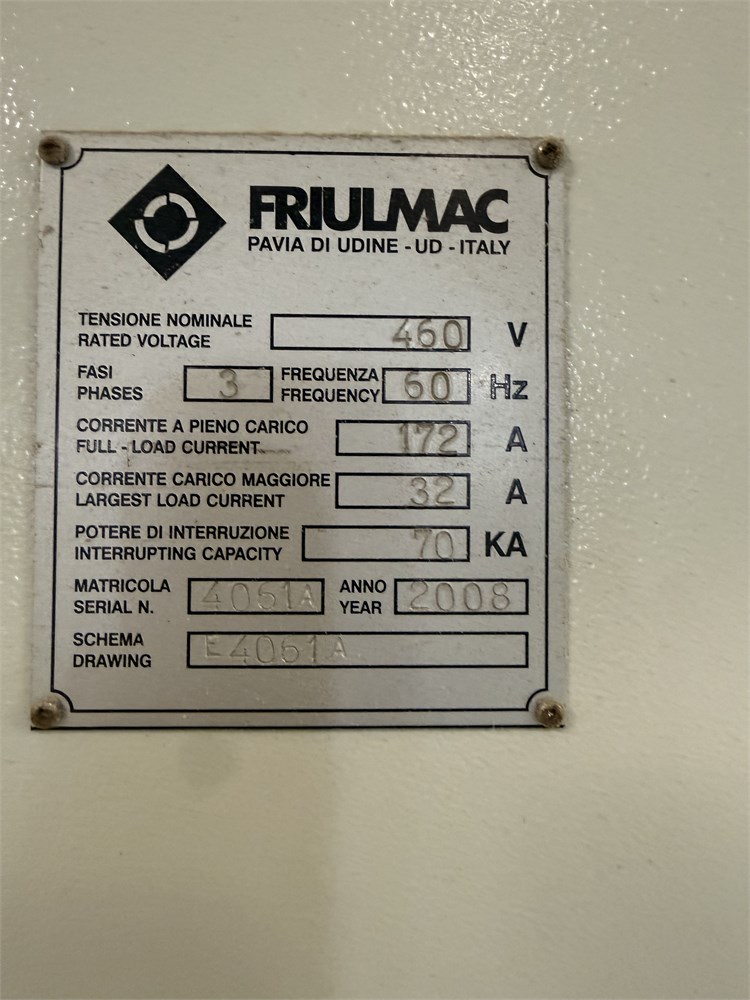 FRIULMAC
PAVIA DI UDINE - UD - ITALY
TENSIONE NOMINALE
RATED VOLTAGE 460 V
FASI
PHASES 3
FREQUENZA
FREQUENCY 60 Hz
CORRENTE A PIENO CARICO
FULL - LOAD CURRENT 172 A
CORRENTE CARICO MAGGIORE
LARGEST LOAD CURRENT 32 A
POTERE DI INTERRUZIONE
INTERRUPTING CAPACITY 70 KA
MATRICOLA
SERIAL N. 4061A
ANNO
YEAR 2008
SCHEMA
DRAWING E4061A